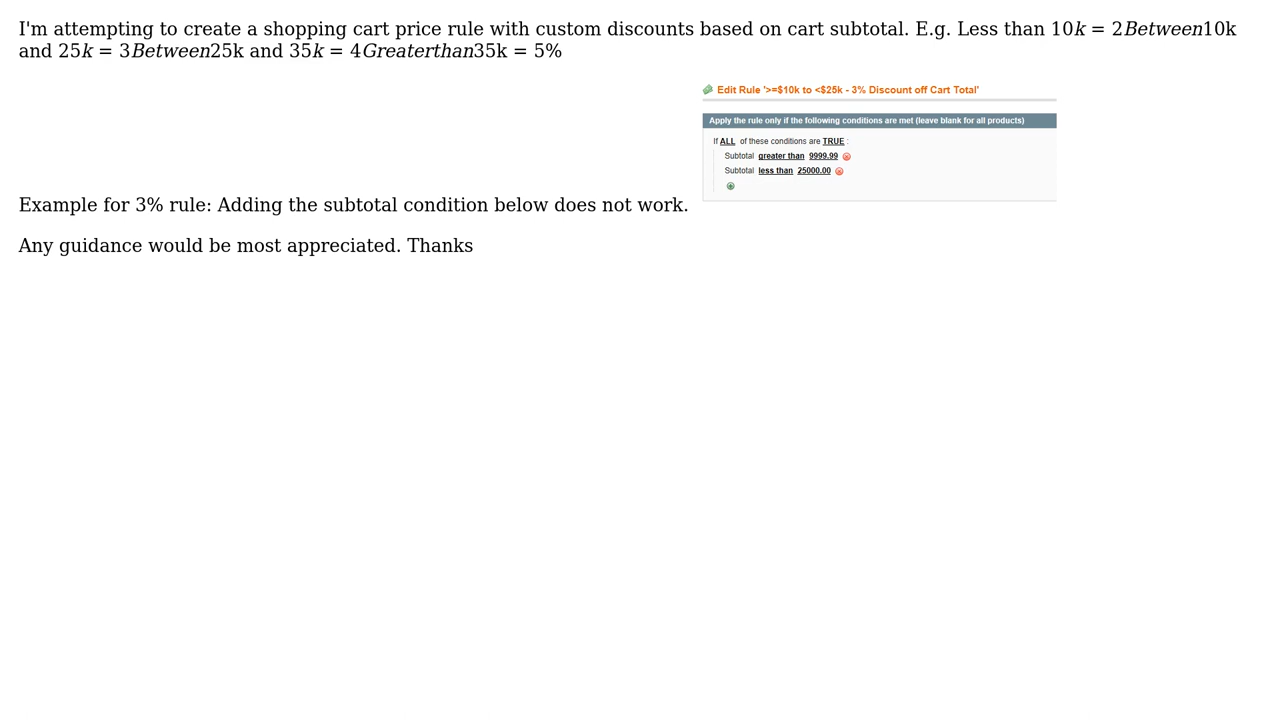 I'm attempting to create a shopping cart price rule with custom discounts based on cart subtotal. E.g. Less than 10k = 2Between10k
and 25k = 3Between25k and 35k = 4Greaterthan35k = 5%
Edit Rule '>=$10k to <$25k - 3% Discount off Cart Total'
Apply the rule only if the following conditions are met (leave blank for all products)
If ALL of these conditions are TRUE :
Subtotal greater than 9999.99
Subtotal less than 25000.00
Example for 3% rule: Adding the subtotal condition below does not work.
Any guidance would be most appreciated. Thanks